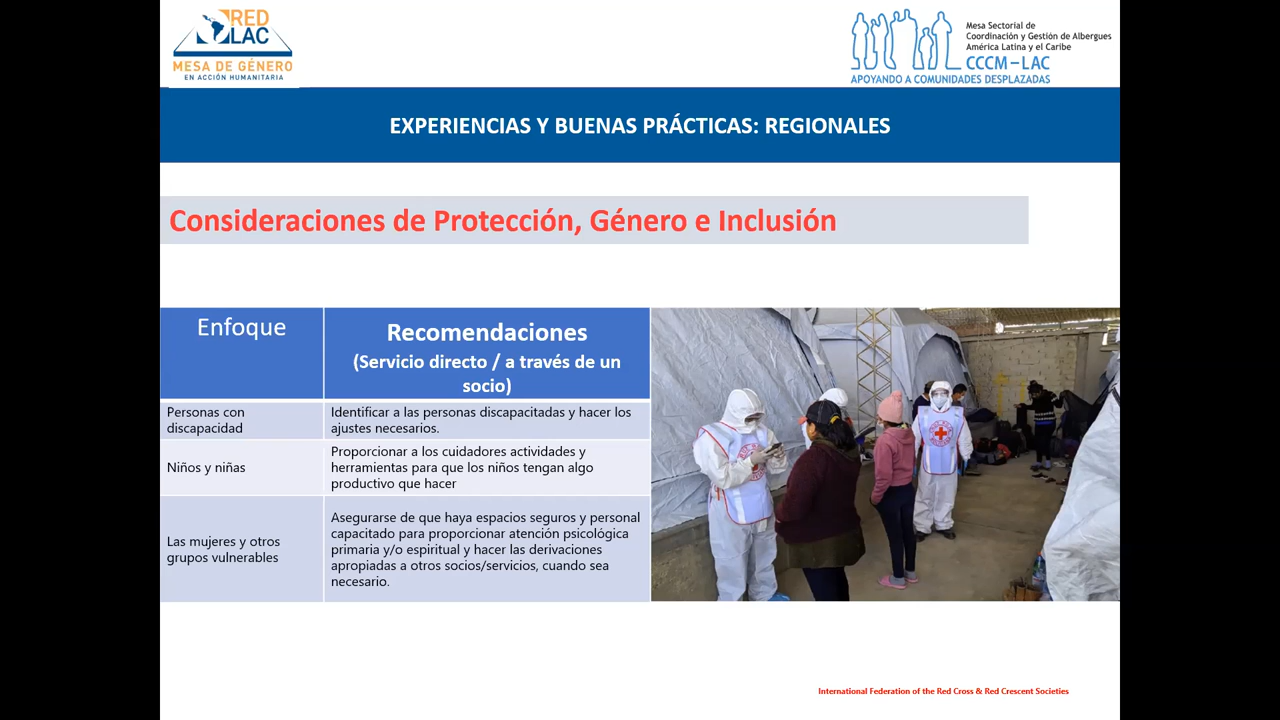 RED
LAC
MESA DE GÉNERO
EN ACCIÓN HUMANITARIA
Mesa Sectorial de
Coordinación y Gestión de Albergues
América Latina y el Caribe
CCCM–LAC
APOYANDO A COMUNIDADES DESPLAZADAS
EXPERIENCIAS Y BUENAS PRÁCTICAS: REGIONALES
Consideraciones de Protección, Género e Inclusión
Enfoque
Recomendaciones
(Servicio directo / a través de un
socio)
Personas con
discapacidad
Identificar a las personas discapacitadas y hacer los
ajustes necesarios.
Niños y niñas
Proporcionar a los cuidadores actividades y
herramientas para que los niños tengan algo
productivo que hacer
Las mujeres y otros
grupos vulnerables
Asegurarse de que haya espacios seguros y personal
capacitado para proporcionar atención psicológica
primaria y/o espiritual y hacer las derivaciones
apropiadas a otros socios/servicios, cuando sea
necesario.
International Federation of the Red Cross & Red Crescent Societies